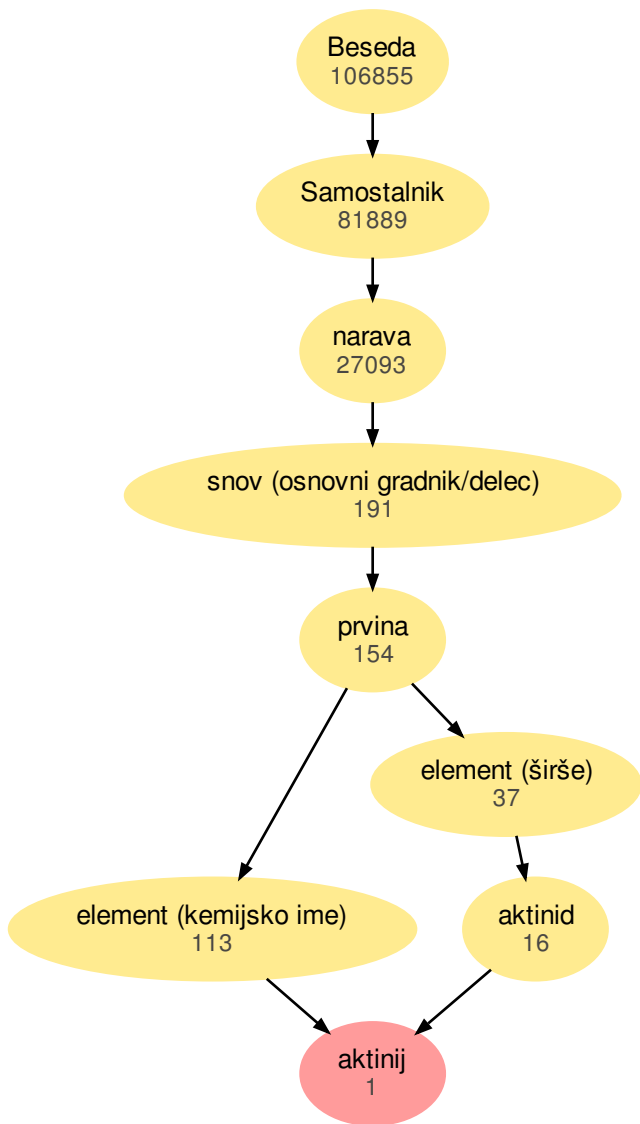 Beseda
106855
Samostalnik
81889
narava
27093
snov (osnovni gradnik/delec)
191
prvina
154
element (širše)
37
element (kemijsko ime)
113
aktinid
16
aktinij
1